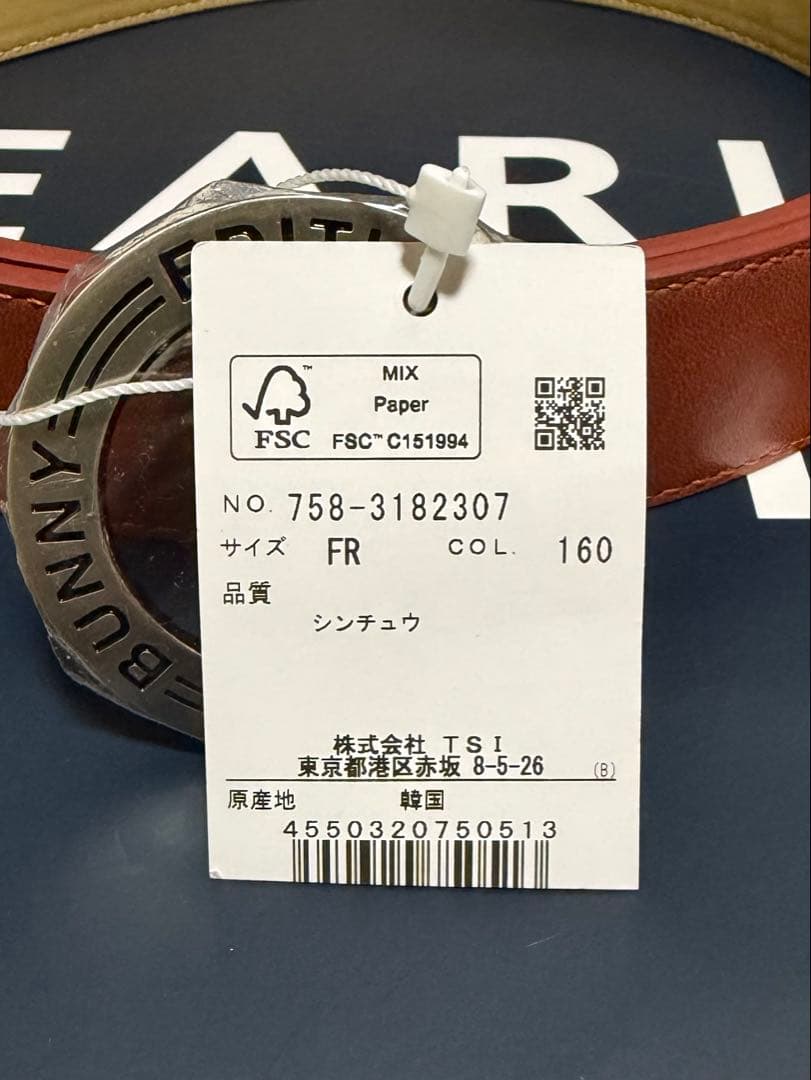 EAR
EDITI
BUNNY
MIX
Paper
FSC™ C151994
FSC
NO. 758-3182307
サイズ FR COL. 160
品質
シンチュウ
株式会社 TSI
東京都港区赤坂 8-5-26 (B)
原産地 韓国
4550320750513